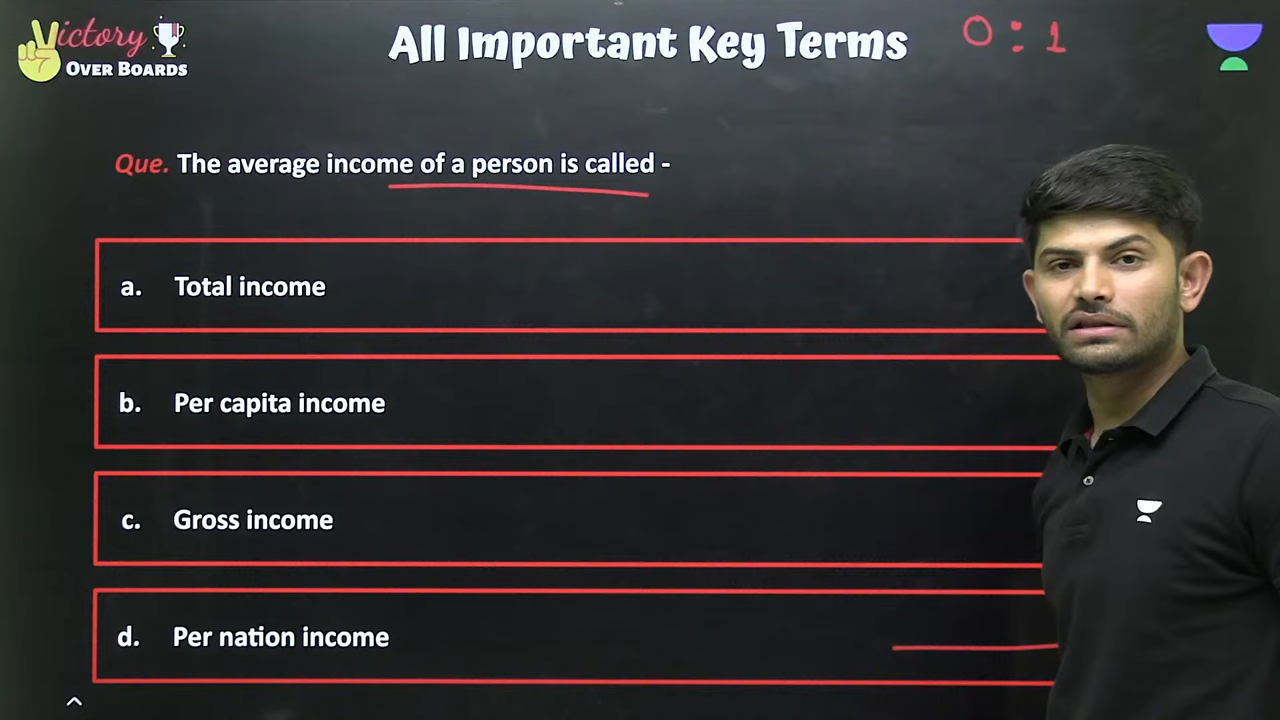 Victory
OVER BOARDS
All Important Key Terms
0 : 1
Que. The average income of a person is called -
a. Total income
b. Per capita income
c. Gross income
d. Per nation income